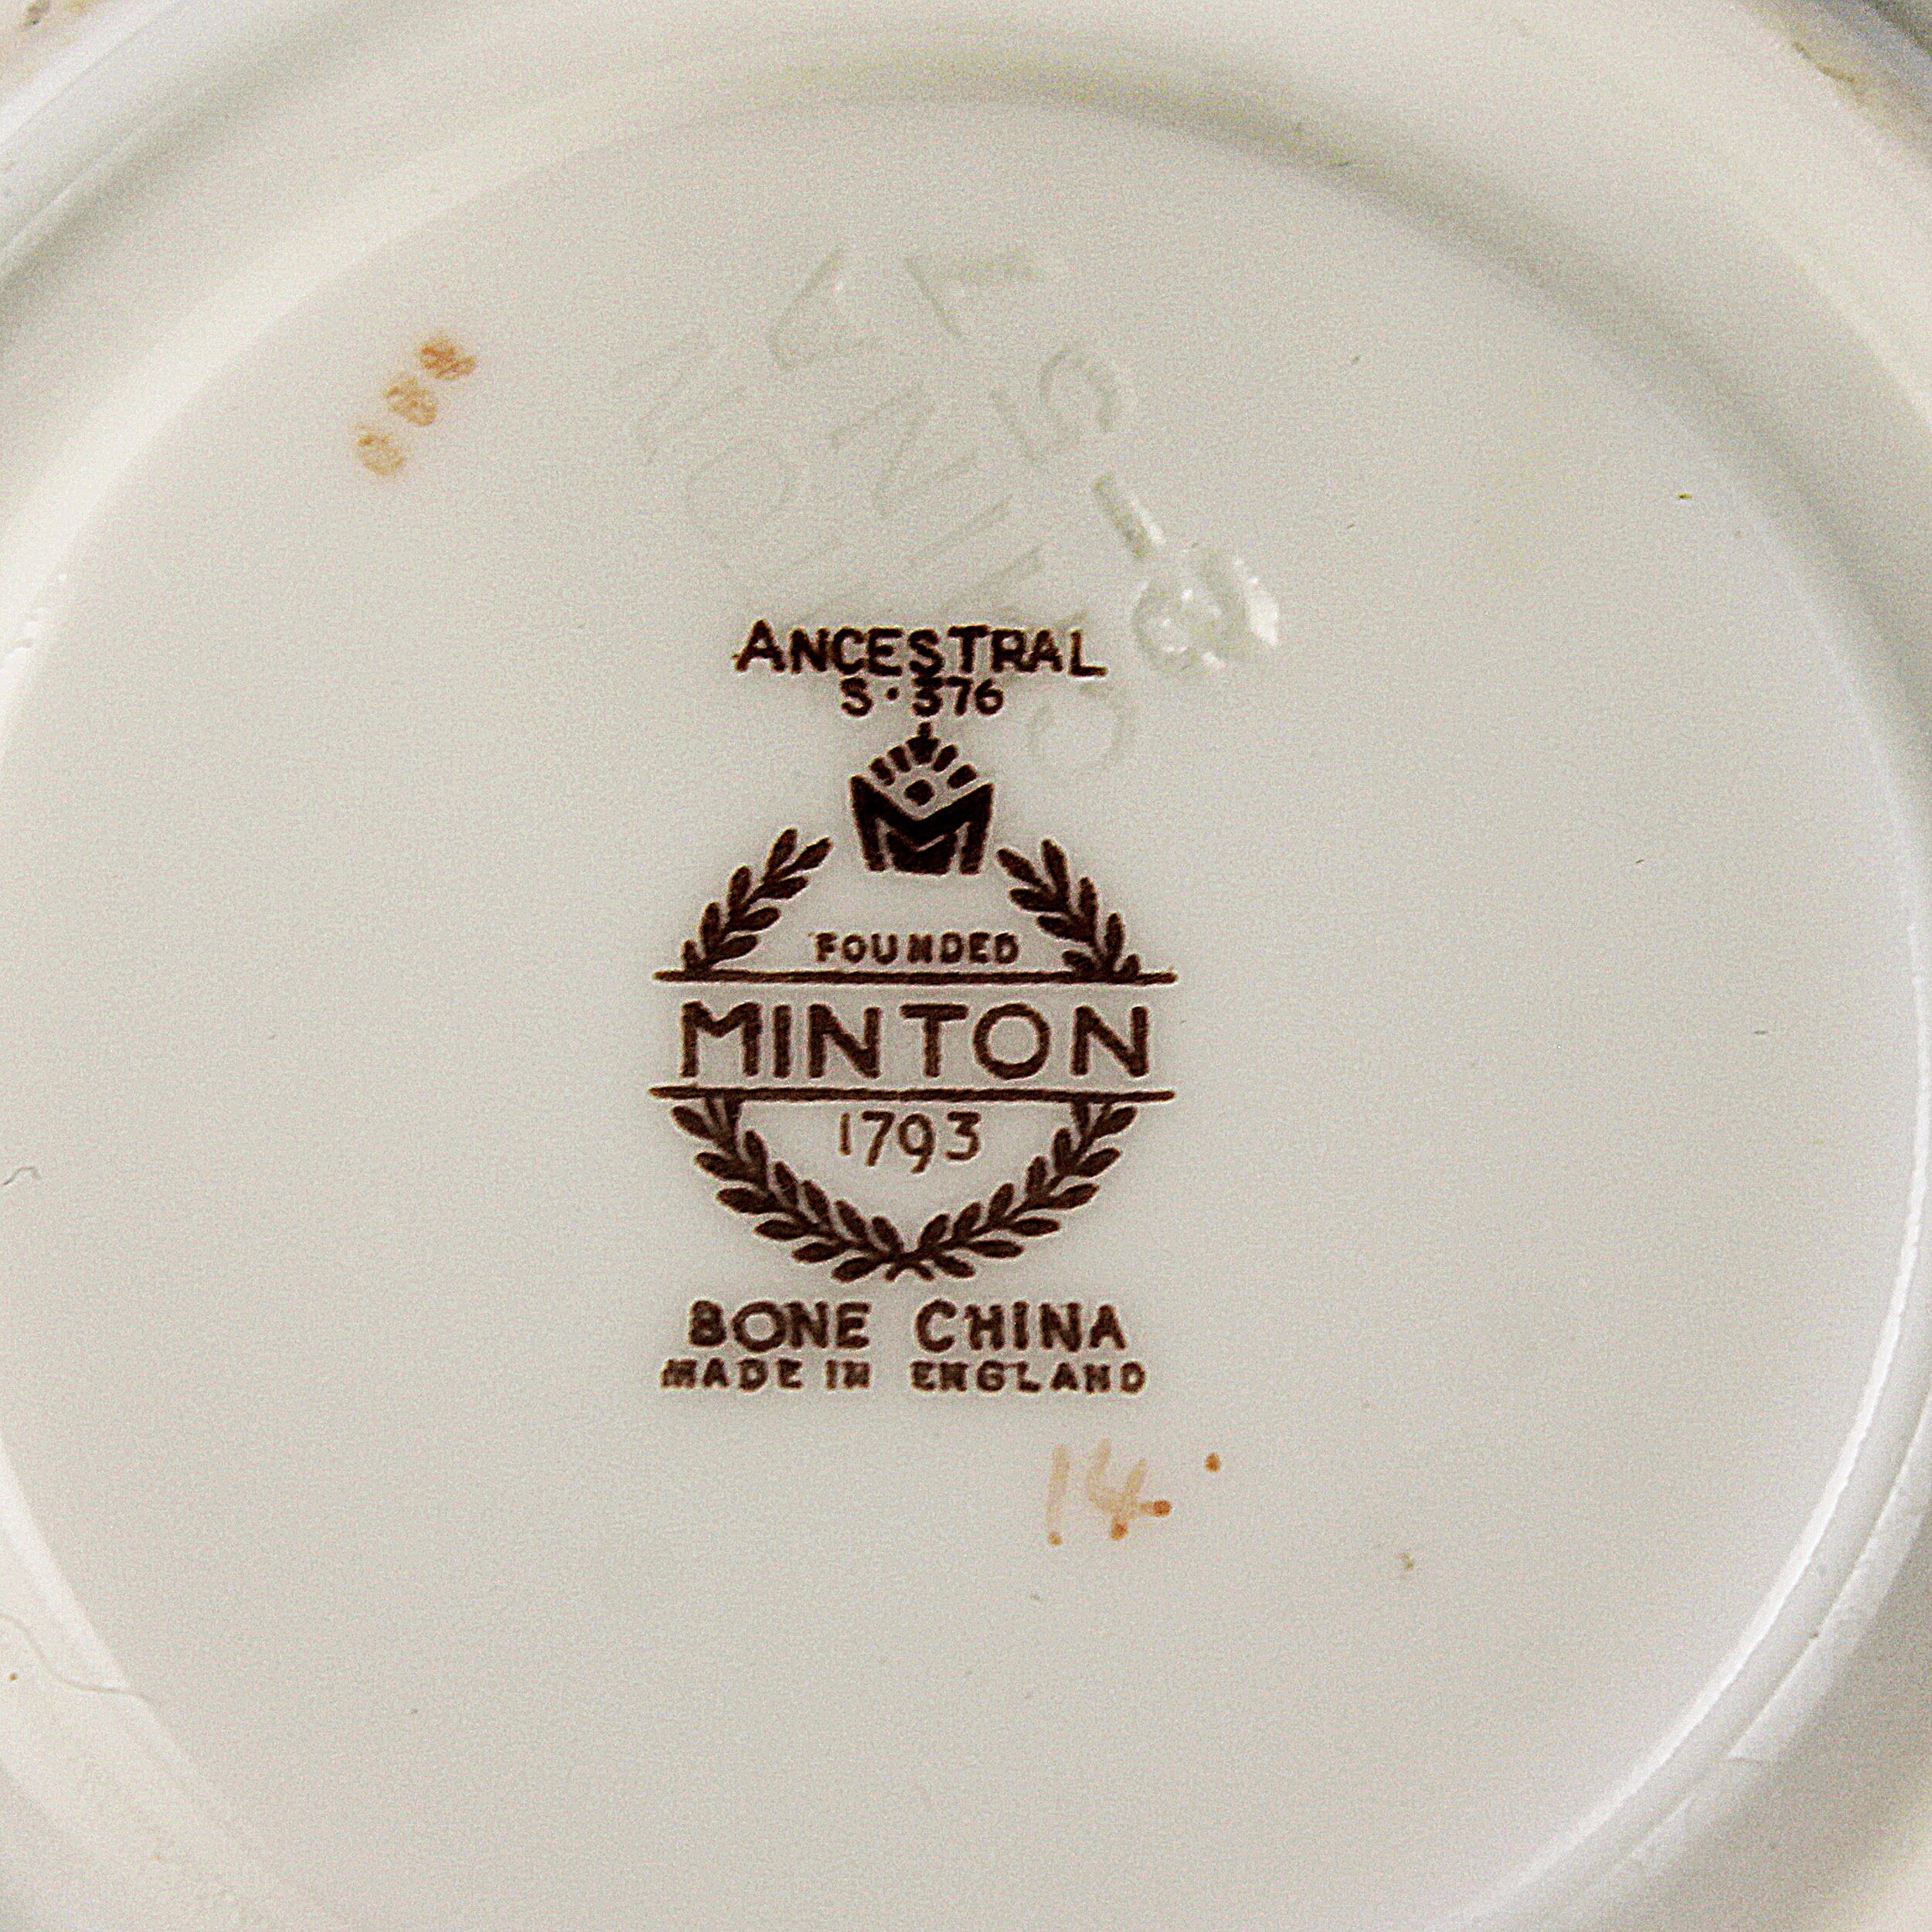 ANCESTRAL
S·376
M
FOUNDED
MINTON
1793
BONE CHINA
MADE IN ENGLAND
14